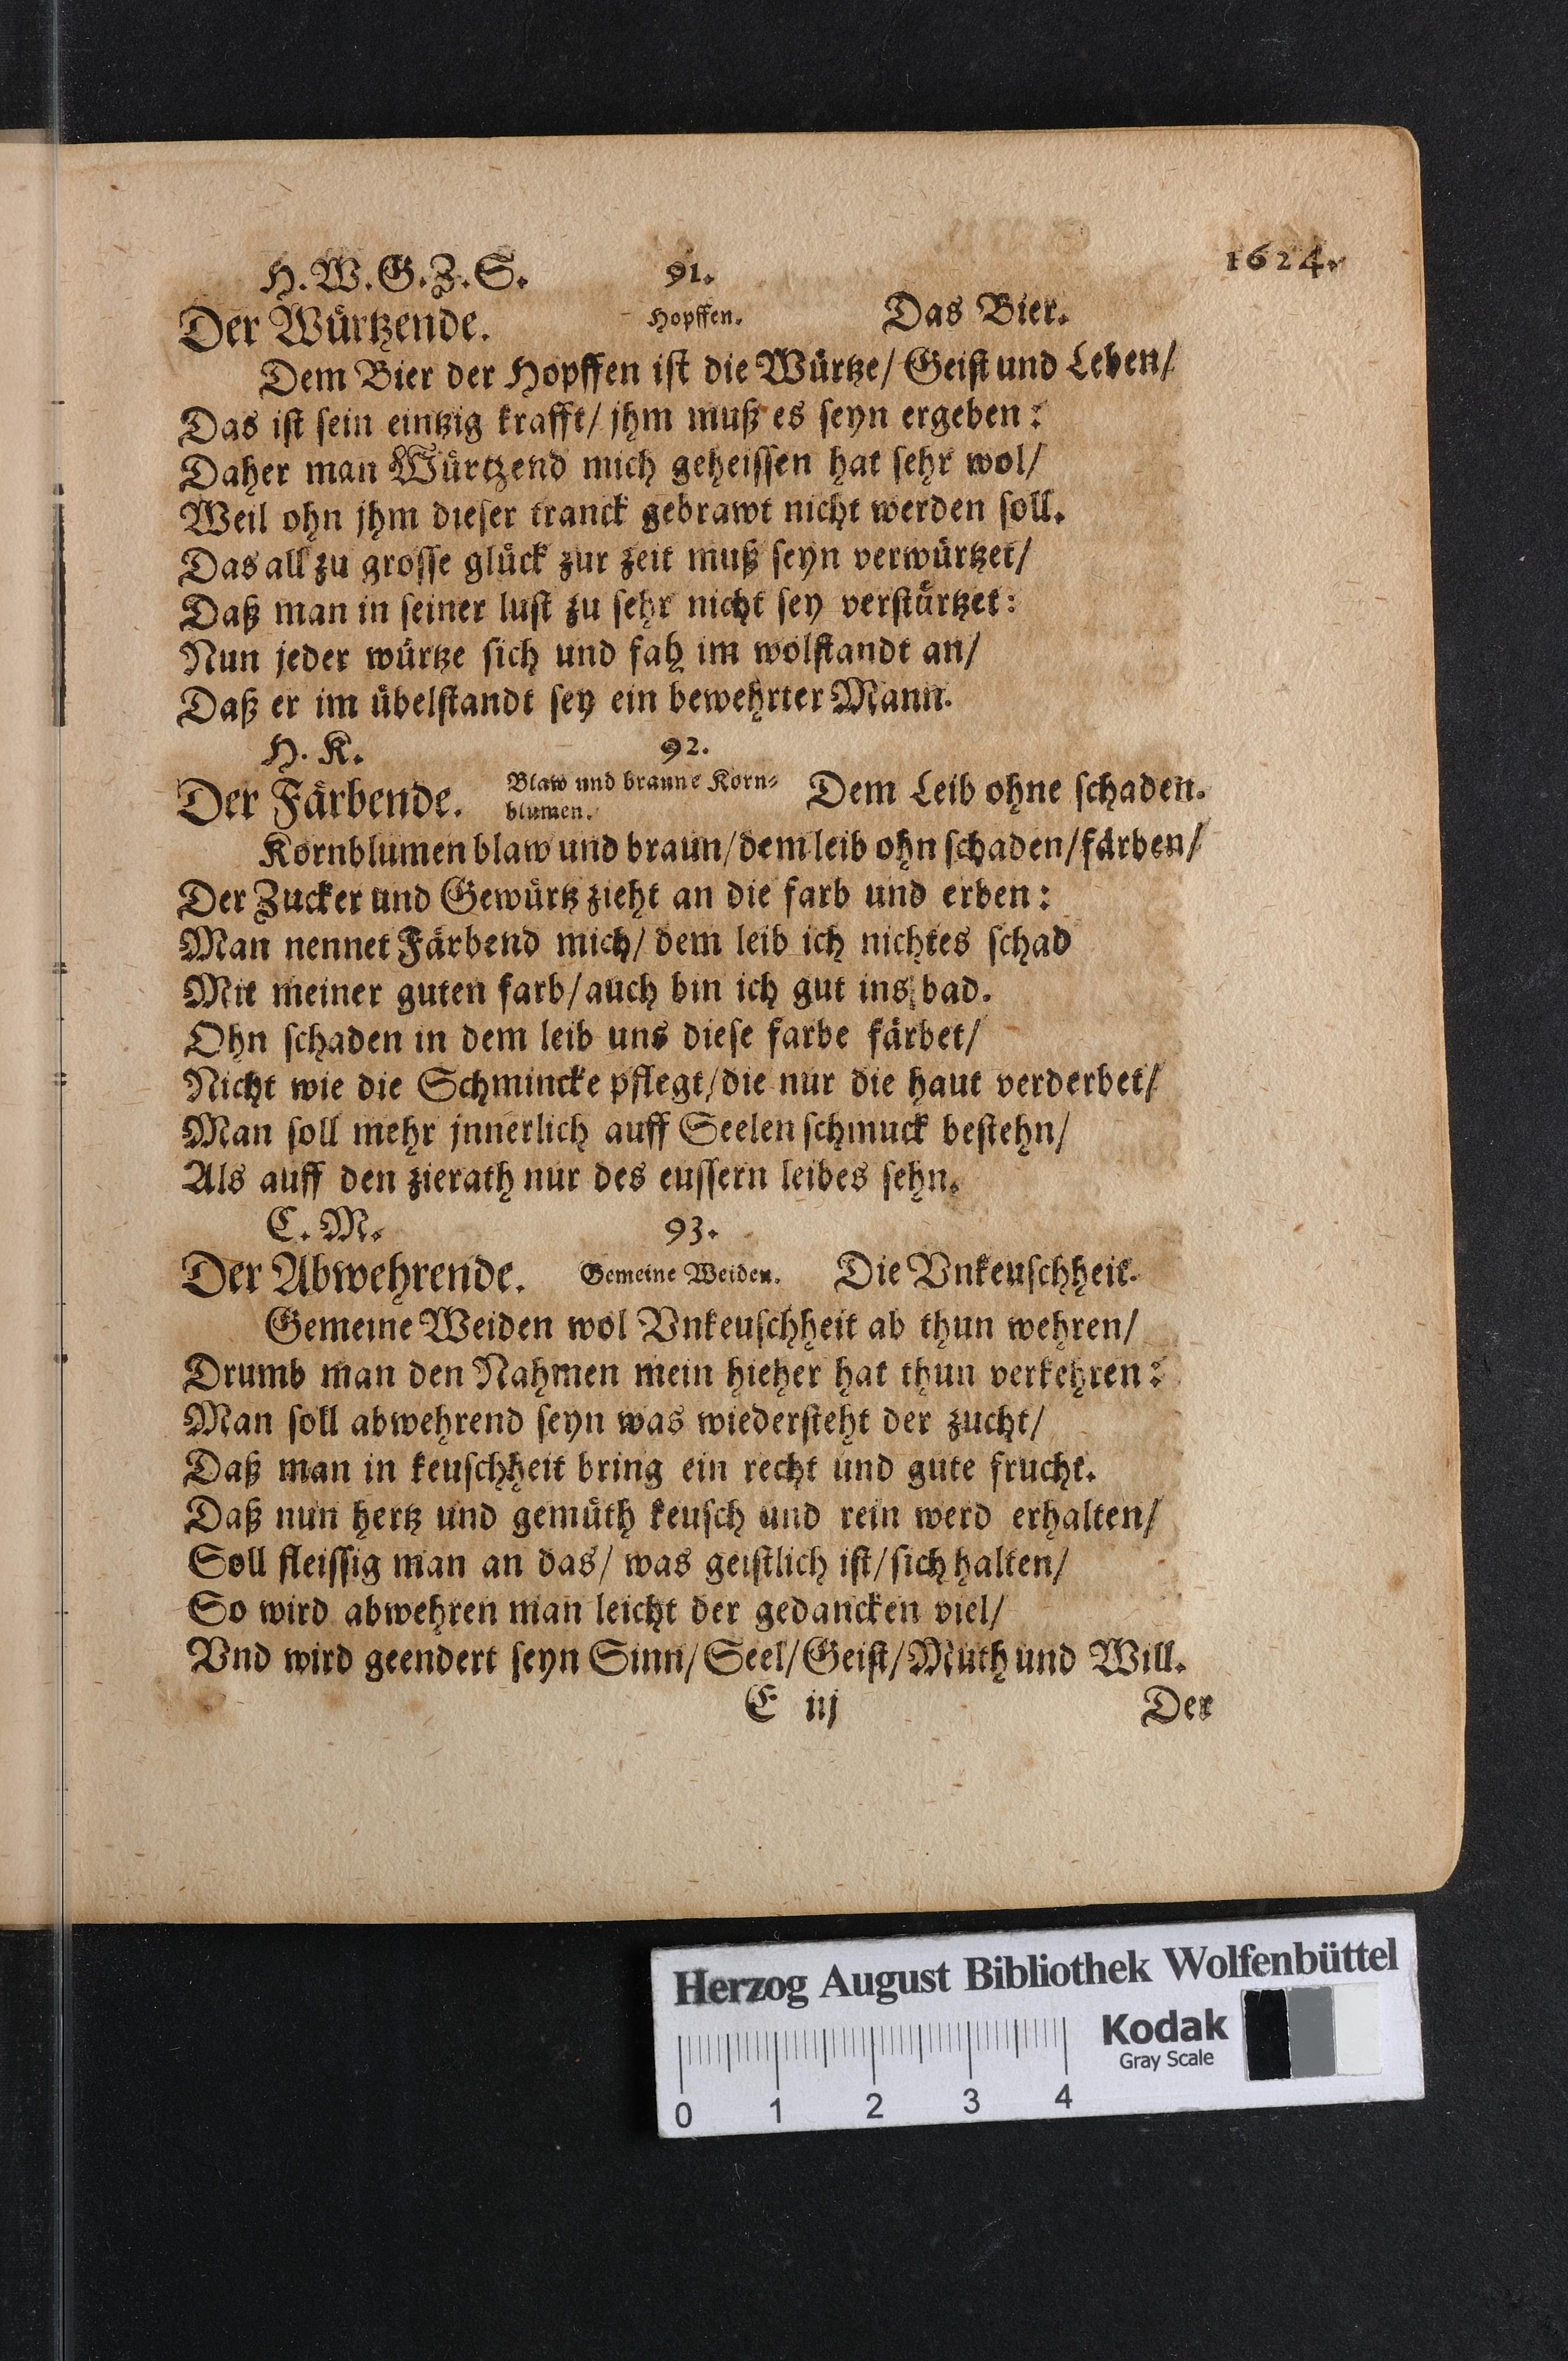 H. W. G. Z. S. 91. 1624.
Der Würtzende. Hopffen. Das Bier.
Dem Bier der Hopffen ist die Würtze/ Geist und Leben/
Das ist sein eintzig krafft/ jhm muß es seyn ergeben:
Daher man Würtzend mich geheissen hat sehr wol/
Weil ohn jhm dieser tranck gebrawt nicht werden soll.
Das all zu grosse glück zur zeit muß seyn verwürtzet/
Daß man in seiner lust zu sehr nicht sey verstürtzet:
Nun jeder würtze sich und fah im wolstandt an/
Daß er im übelstandt sey ein bewehrter Mann.
H. K. 92.
Der Färbende. Blaw und braune Korn-
blumen. Dem Leib ohne schaden.
Kornblumen blaw und braun/ dem leib ohn schaden/ färben/
Der Zucker und Gewürtz zieht an die farb und erben:
Man nennet Färbend mich/ dem leib ich nichtes schad
Mit meiner guten farb/ auch bin ich gut ins bad.
Ohn schaden in dem leib uns diese farbe färbet/
Nicht wie die Schmincke pflegt/ die nur die haut verderbet/
Man soll mehr jnnerlich auff Seelen schmuck bestehn/
Als auff den zierath nur des eussern leibes sehn.
C. M. 93.
Der Abwehrende. Gemeine Weiden. Die Vnkeuschheit.
Gemeine Weiden wol Vnkeuschheit ab thun wehren/
Drumb man den Nahmen mein hieher hat thun verkehren:
Man soll abwehrend seyn was wiedersteht der zucht/
Daß man in keuschheit bring ein recht und gute frucht.
Daß nun hertz und gemüth keusch und rein werd erhalten/
Soll fleissig man an das/ was geistlich ist/ sich halten/
So wird abwehren man leicht der gedancken viel/
Vnd wird geendert seyn Sinn/ Seel/ Geist/ Muth und Will.
E iij Der
Herzog August Bibliothek Wolfenbüttel
Kodak
Gray Scale
0 1 2 3 4